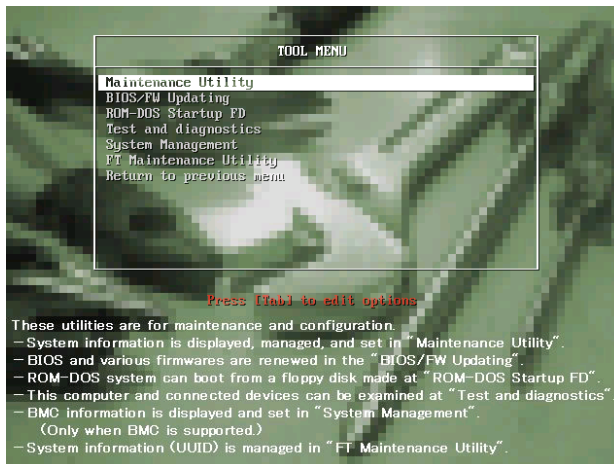 TOOL MENU
Maintenance Utility
BIOS/FW Updating
ROM-DOS Startup FD
Test and diagnostics
System Management
FT Maintenance Utility
Return to previous menu
Press [Tab] to edit options
These utilities are for maintenance and configuration.
-System information is displayed, managed, and set in "Maintenance Utility".
-BIOS and various firmwares are renewed in the "BIOS/FW Updating".
-ROM-DOS system can boot from a floppy disk made at "ROM-DOS Startup FD".
-This computer and connected devices can be examined at "Test and diagnostics".
-BMC information is displayed and set in "System Management".
(Only when BMC is supported.)
-System information (UUID) is managed in "FT Maintenance Utility".